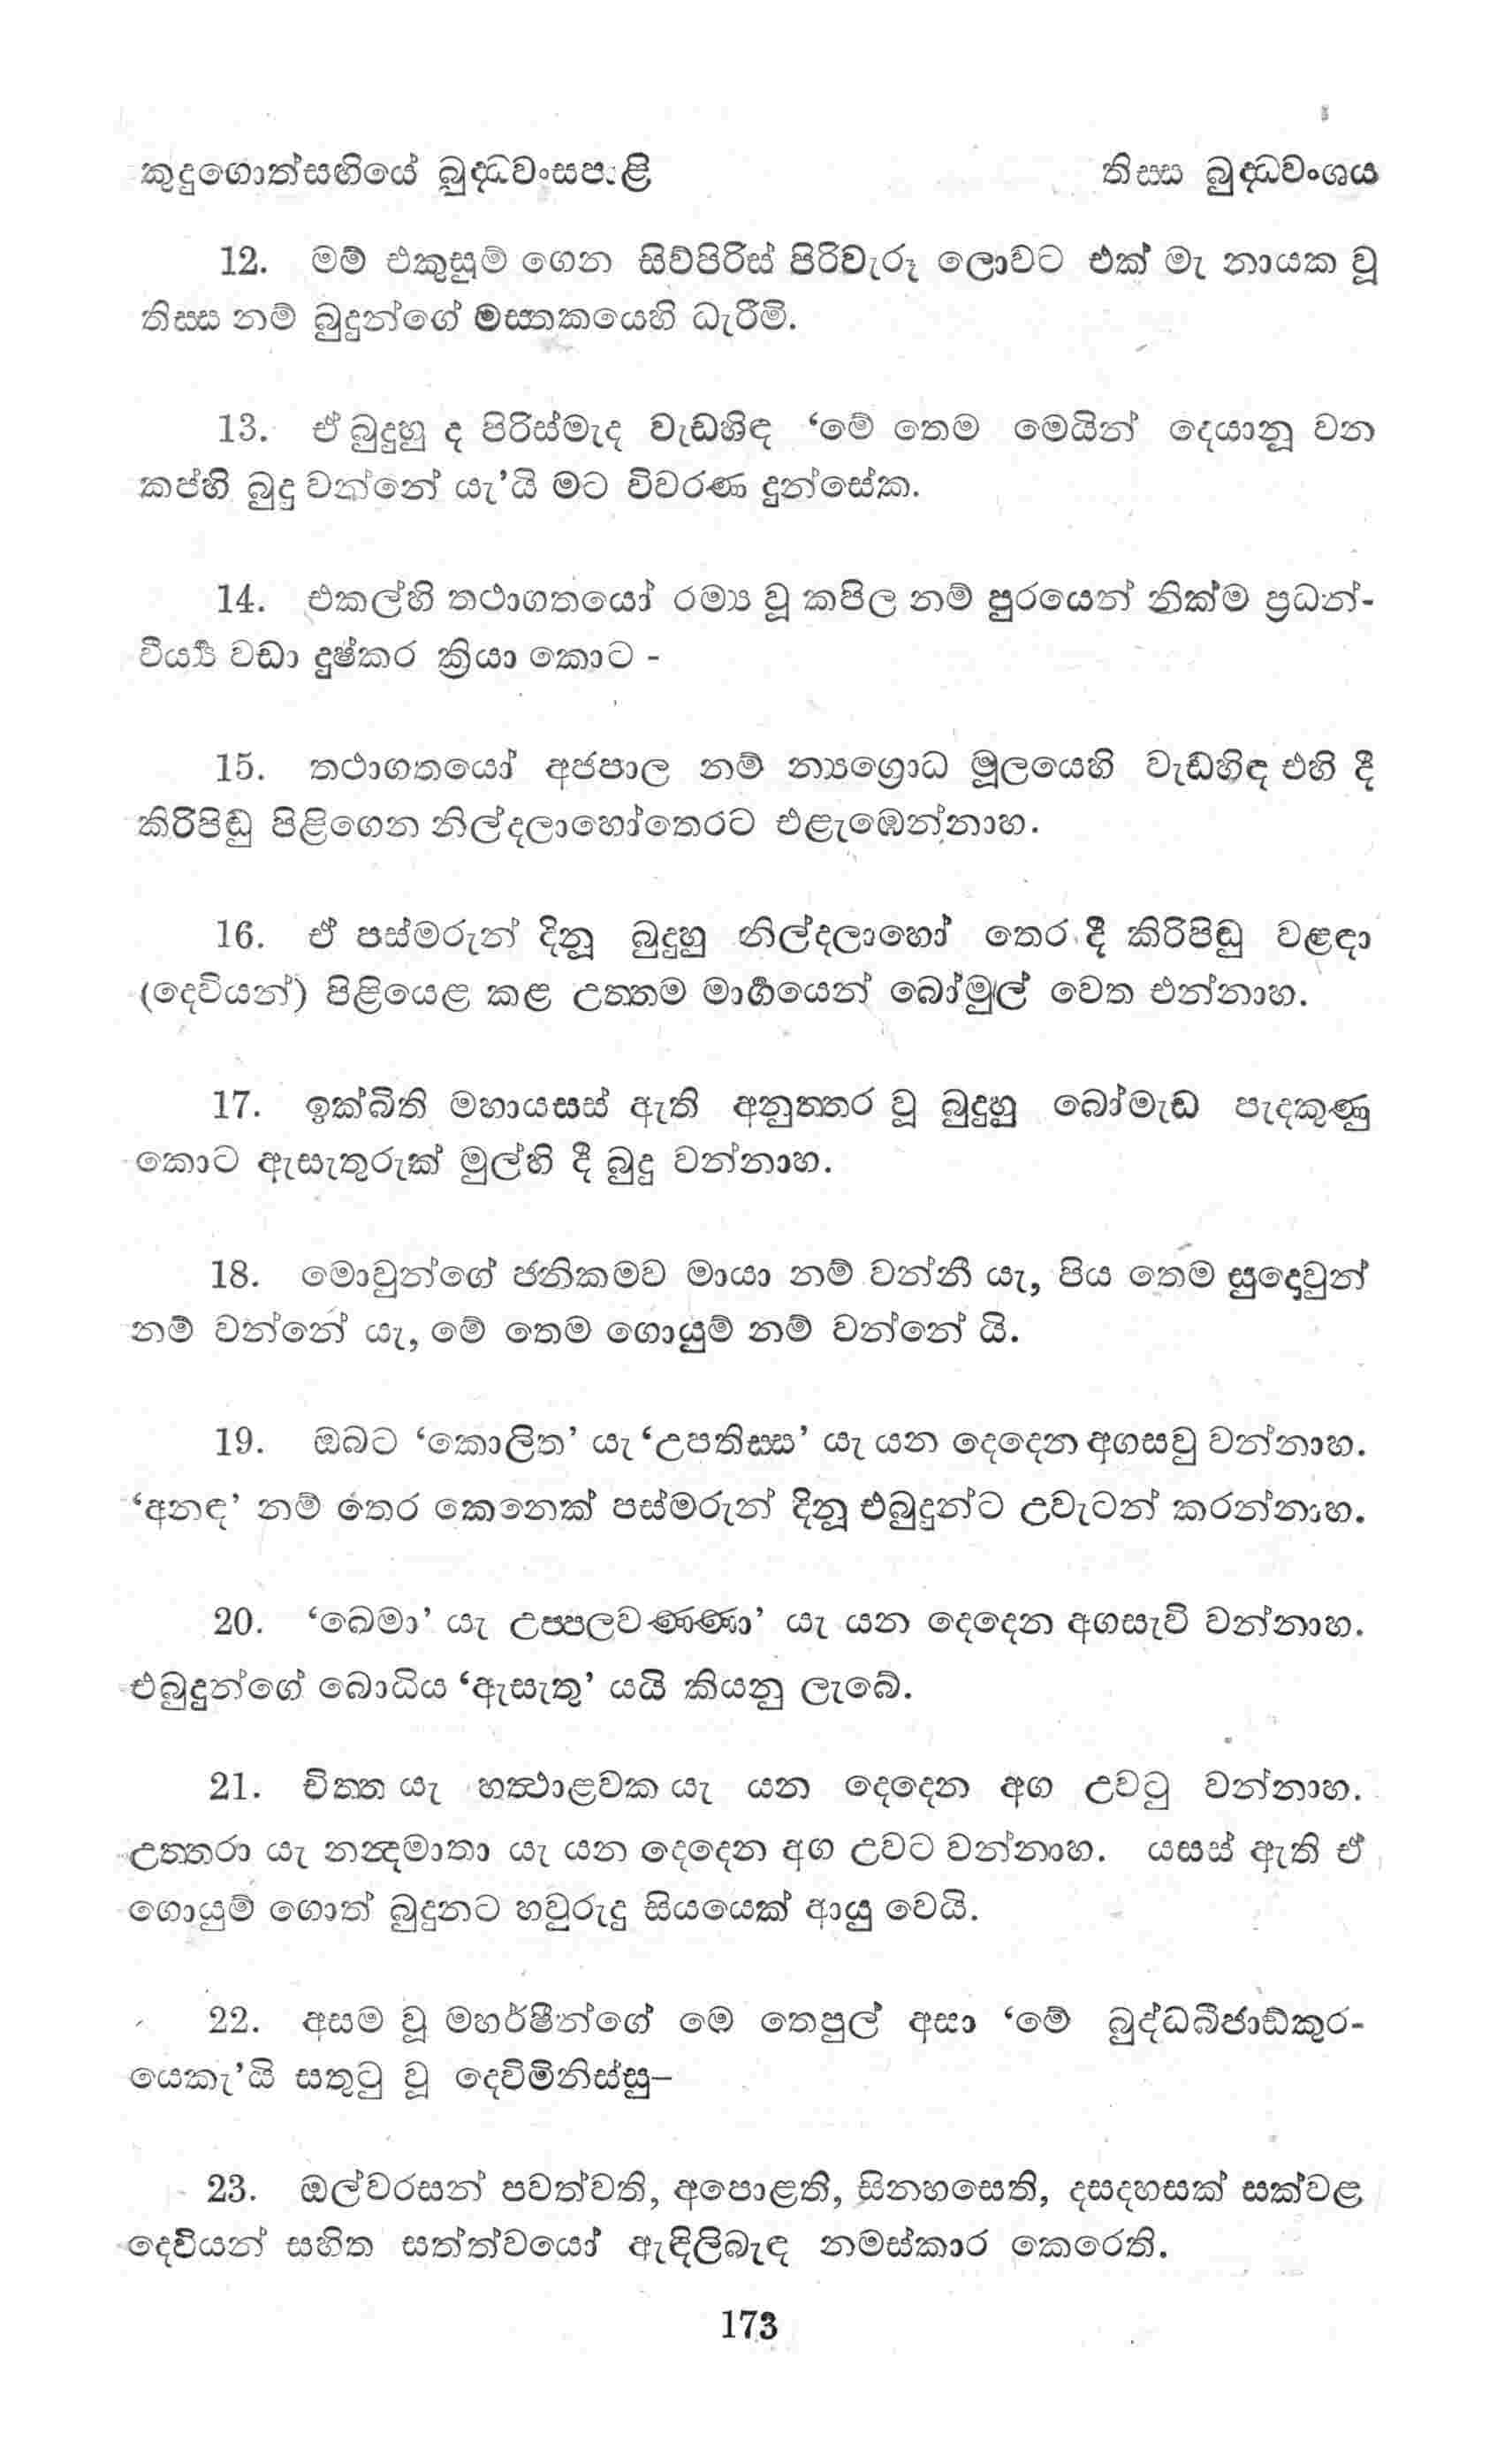 කුදුගොත්සඟියේ බුද්ධවංසපාළි
තිස්ස බුද්ධවංශය
12. මම් එකුසුම් ගෙන සිව්පිරිස් පිරිවැරූ ලොවට එක් මැ නායක වූ
තිස්ස නම් බුදුන්ගේ මස්තකයෙහි ධැරීමි.
13. ඒ බුදුහු ද පිරිස්මැද වැඩහිඳ ‘මේ තෙම මෙයින් දෙයානූ වන
කප්හි බුදු වන්නේ යැ’යි මට විවරණ දුන්සේක.
14. එකල්හි තථාගතයෝ රම්‍ය වූ කපිල නම් පුරයෙන් නික්ම ප්‍රධන්-
වීර්‍ය්‍ය වඩා දුෂ්කර ක්‍රියා කොට -
15. තථාගතයෝ අජපාල නම් න්‍යග්‍රොධ මූලයෙහි වැඩහිඳ එහි දී
කිරිපිඬු පිළිගෙන නිල්දලාහෝතෙරට එළැඹෙන්නාහ.
16. ඒ පස්මරුන් දිනූ බුදුහු නිල්දලාහෝ තෙර දී කිරිපිඬු වළඳා
(දෙවියන්) පිළියෙළ කළ උත්තම මාර්‍ගයෙන් බෝමුල් වෙත එන්නාහ.
17. ඉක්බිති මහායසස් ඇති අනුත්තර වූ බුදුහු බෝමැඩ පැදකුණු
කොට ඇසැතුරුක් මුල්හි දී බුදු වන්නාහ.
18. මොවුන්ගේ ජනිකමව මායා නම් වන්නී යැ, පිය තෙම සුදොවුන්
නම් වන්නේ යැ, මේ තෙම ගොයුම් නම් වන්නේ යි.
19. ඔබට ‘කොලිත’ යැ ‘උපතිස්ස’ යැ යන දෙදෙන අගසවු වන්නාහ.
‘අනඳ’ නම් තෙර කෙනෙක් පස්මරුන් දිනූ එබුදුන්ට උවැටන් කරන්නාහ.
20. ‘ඛෙමා’ යැ උප්පලවණ්ණා’ යැ යන දෙදෙන අගසැවි වන්නාහ.
එබුදුන්ගේ බොධිය ‘ඇසැතු’ යයි කියනු ලැබේ.
21. චිත්ත යැ හත්ථාළවක යැ යන දෙදෙන අග උවටු වන්නාහ.
උත්තරා යැ නන්දමාතා යැ යන දෙදෙන අග උවට වන්නාහ. යසස් ඇති ඒ
ගොයුම් ගොත් බුදුනට හවුරුදු සියයෙක් ආයු වෙයි.
22. අසම වූ මහර්ෂීන්ගේ මෙ තෙපුල් අසා ‘මේ බුද්ධබීජාඞ්කුර-
යෙකැ’යි සතුටු වූ දෙව්මිනිස්සු–
23. ඔල්වරසන් පවත්වති, අපොළති, සිනහසෙති, දසදහසක් සක්වළ
දෙවියන් සහිත සත්ත්වයෝ ඇඳිලිබැඳ නමස්කාර කෙරෙති.
173